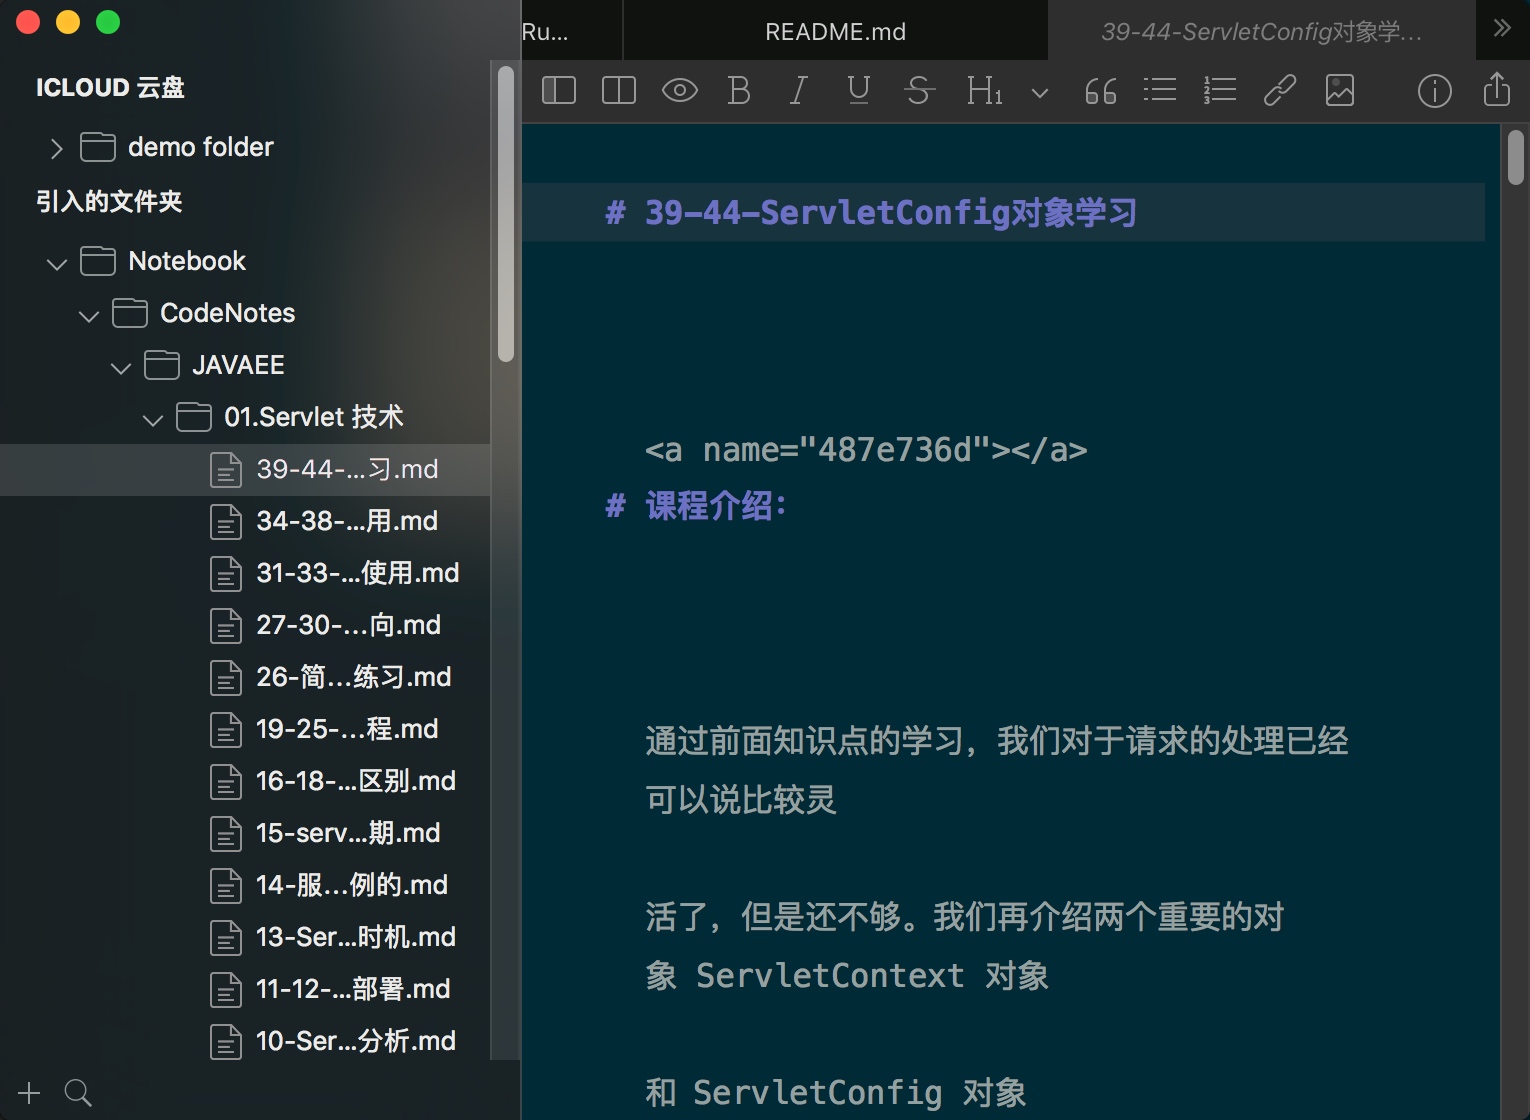 Ru...
README.md
39-44-ServletConfig对象学...
ICLOUD 云盘
demo folder
引入的文件夹
Notebook
CodeNotes
JAVAEE
01.Servlet 技术
39-44-...习.md
34-38-...用.md
31-33-...使用.md
27-30-...向.md
26-简...练习.md
19-25-...程.md
16-18-...区别.md
15-serv...期.md
14-服...例的.md
13-Ser...时机.md
11-12-...部署.md
10-Ser...分析.md
# 39-44-ServletConfig对象学习
<a name="487e736d"></a>
# 课程介绍：
通过前面知识点的学习，我们对于请求的处理已经
可以说比较灵
活了，但是还不够。我们再介绍两个重要的对
象 ServletContext 对象
和 ServletConfig 对象